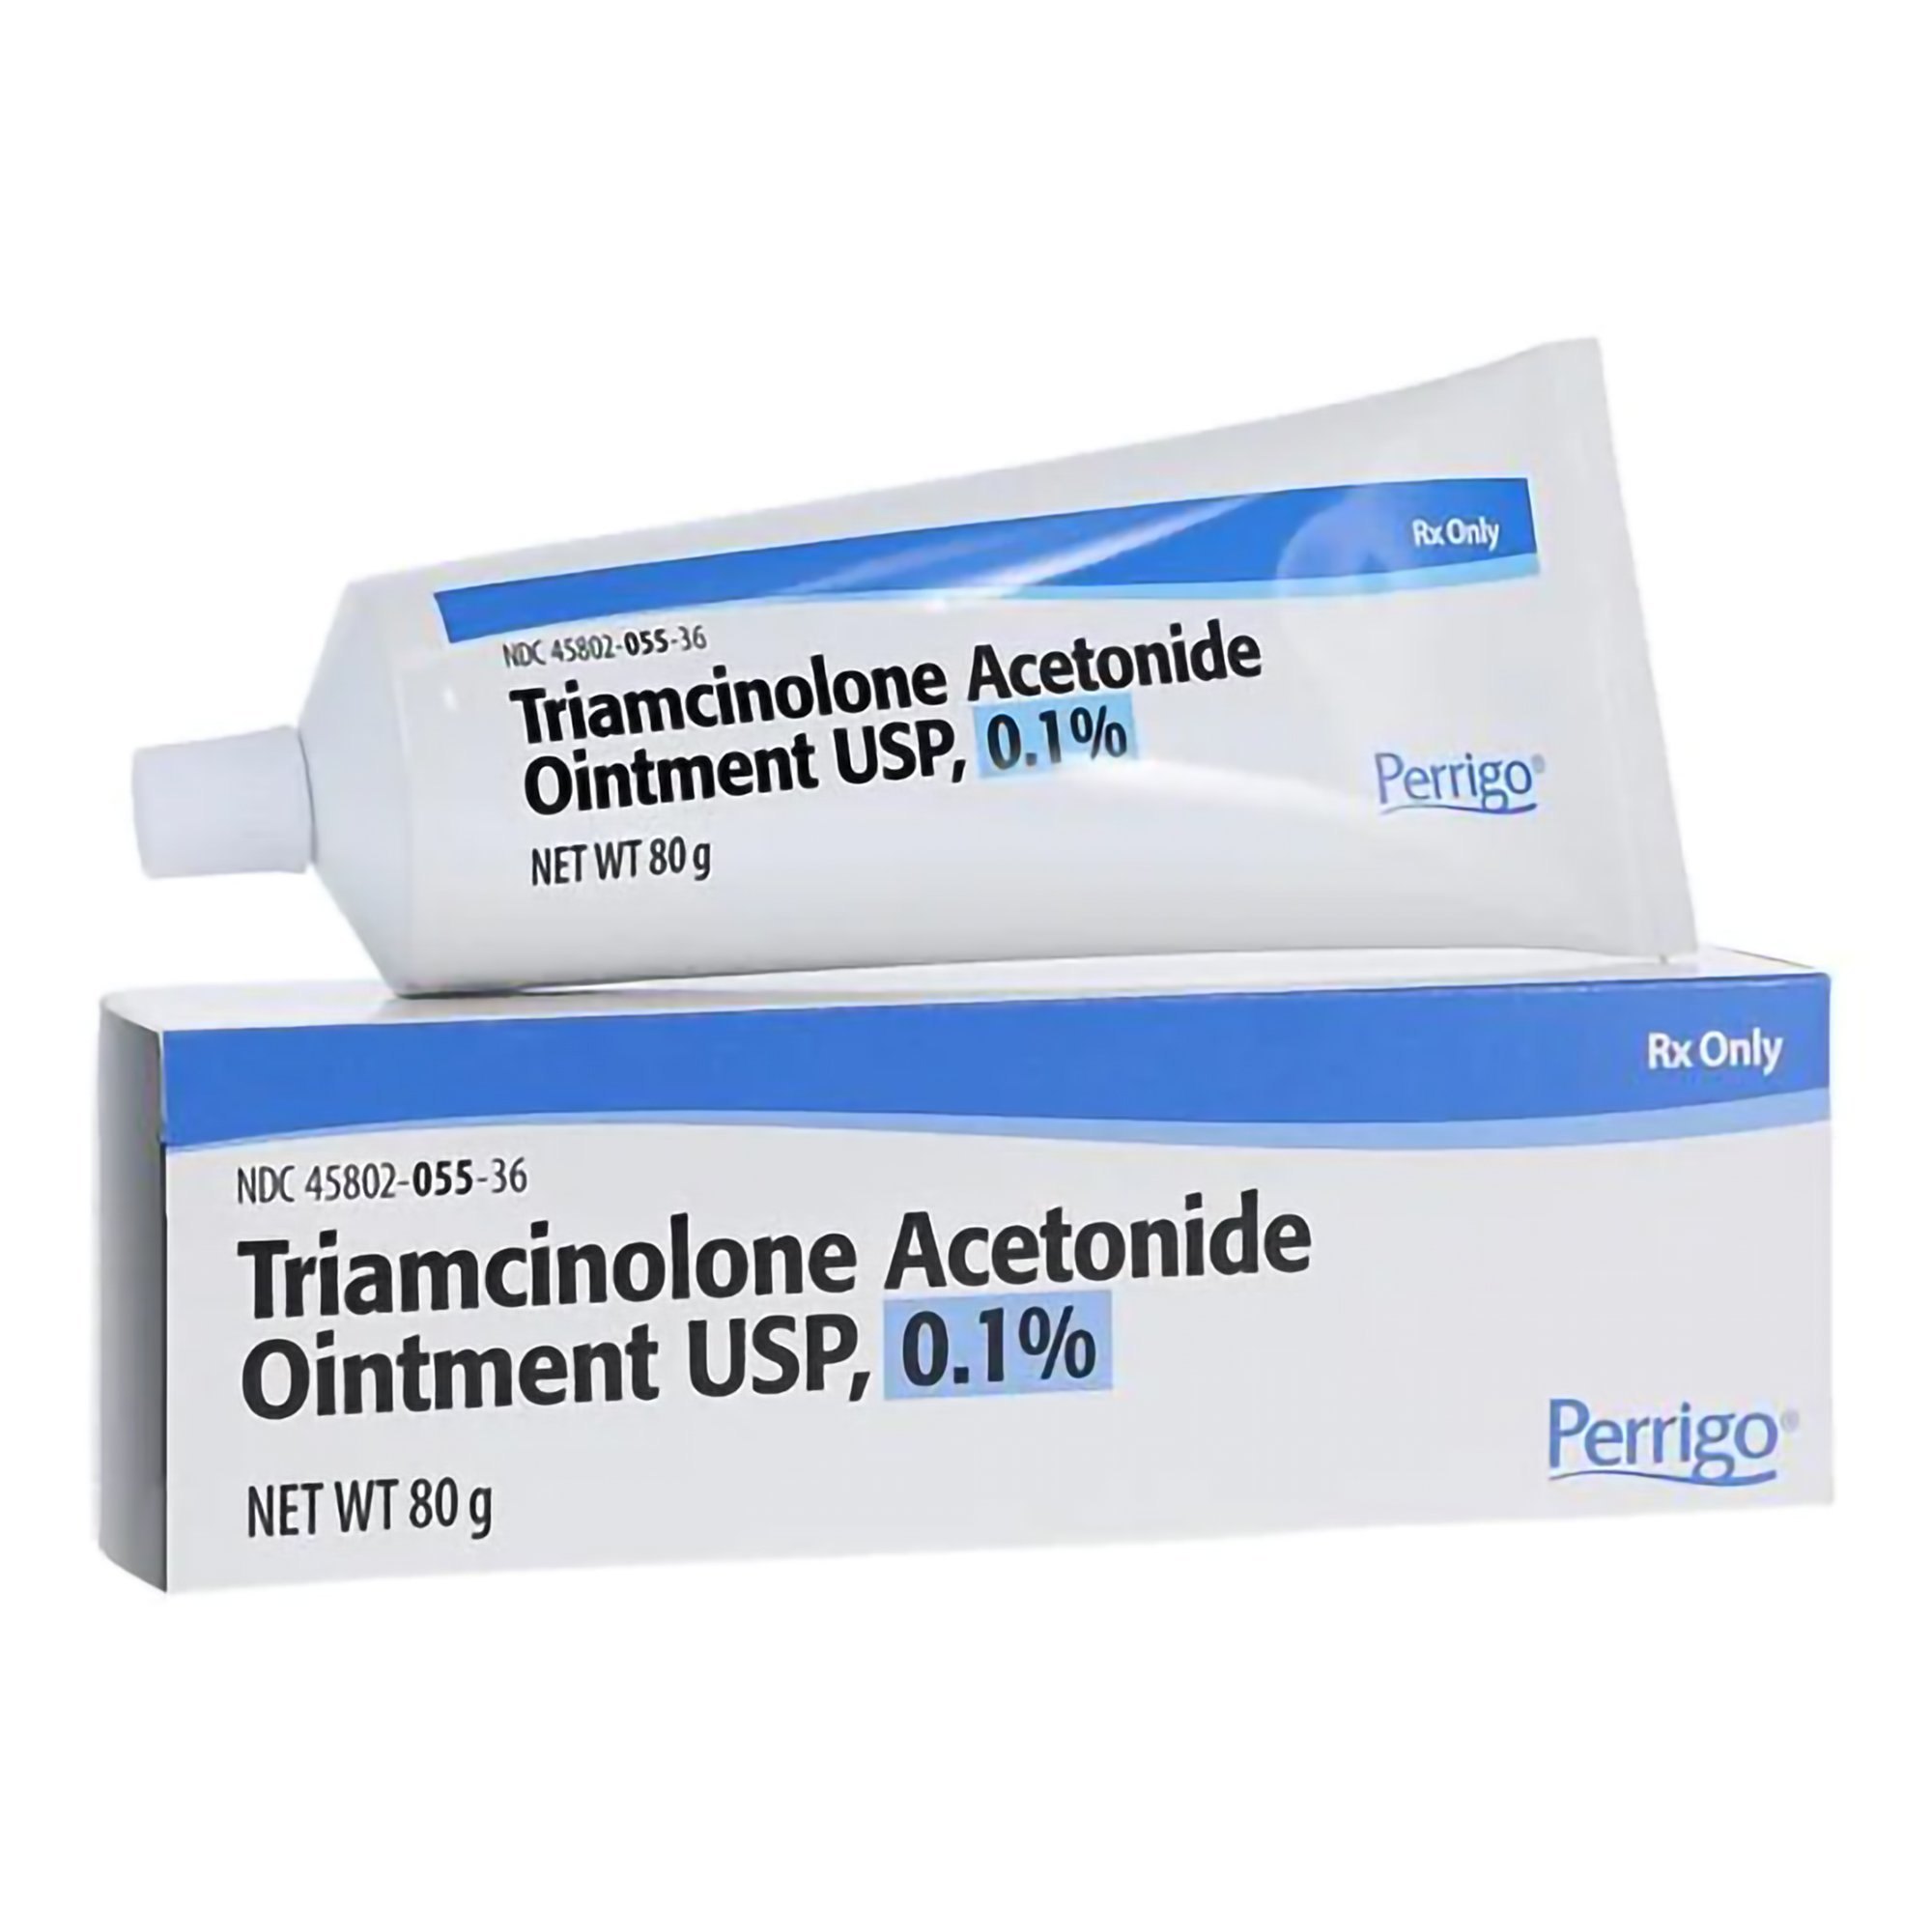 Rx Only
NDC 45802-055-36
Triamcinolone Acetonide
Ointment USP, 0.1%
Perrigo®
NET WT 80 g
Rx Only
NDC 45802-055-36
Triamcinolone Acetonide
Ointment USP, 0.1%
Perrigo®
NET WT 80 g